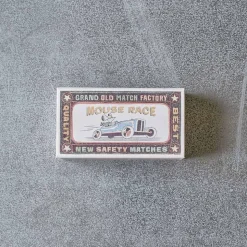 GRAND OLD MATCH FACTORY
MOUSE RACE
QUALITY
BEST
NEW SAFETY MATCHES